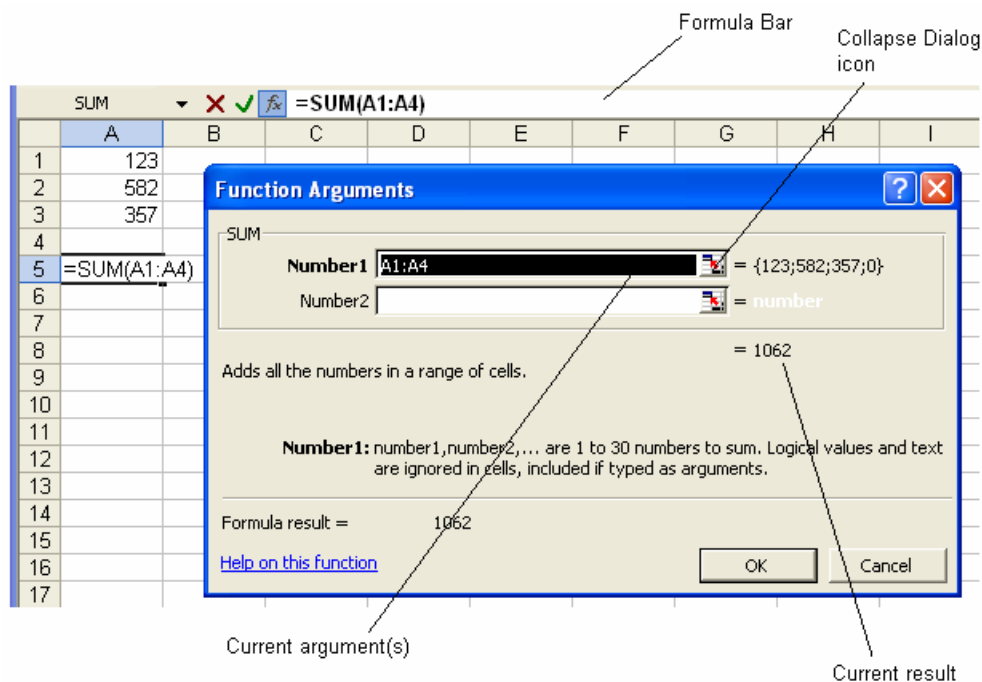 Formula Bar
Collapse Dialog
icon
SUM =SUM(A1:A4)
A B C D E F G H I
1 123
2 582
3 357
4
5 =SUM(A1:A4)
6
7
8
9
10
11
12
13
14
15
16
17
Function Arguments
SUM
Number1 A1:A4 = {123;582;357;0}
Number2 = number
= 1062
Adds all the numbers in a range of cells.
Number1: number1,number2,... are 1 to 30 numbers to sum. Logical values and text
are ignored in cells, included if typed as arguments.
Formula result = 1062
Help on this function
OK Cancel
Current argument(s)
Current result